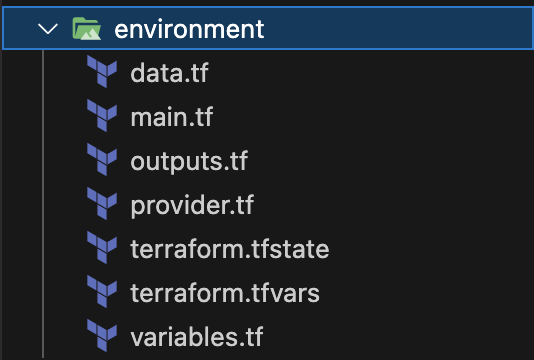 environment
data.tf
main.tf
outputs.tf
provider.tf
terraform.tfstate
terraform.tfvars
variables.tf